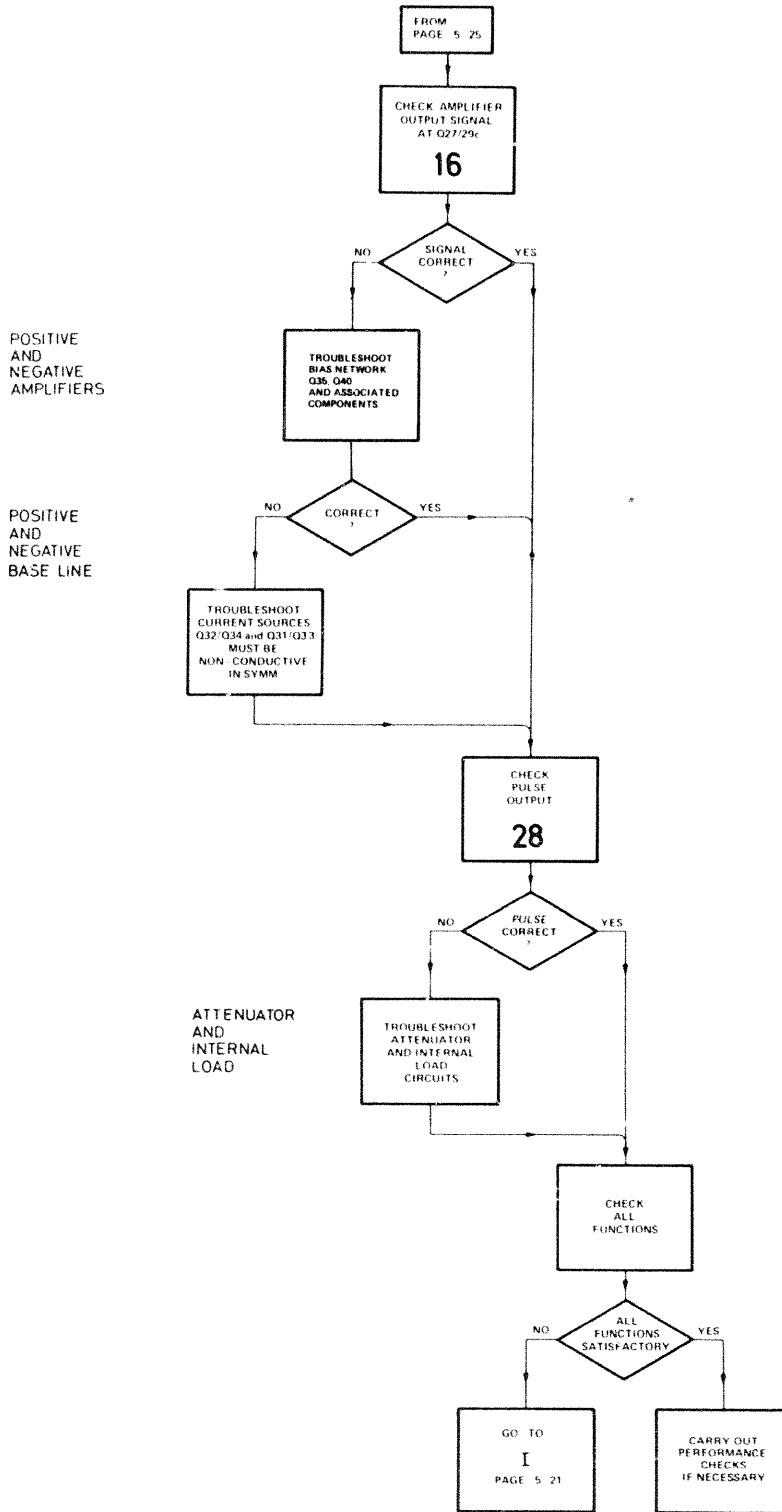 FROM
PAGE 5 25
CHECK AMPLIFIER
OUTPUT SIGNAL
AT Q27/29c
16
SIGNAL
CORRECT
?
NO
YES
POSITIVE
AND
NEGATIVE
AMPLIFIERS
TROUBLESHOOT
BIAS NETWORK
Q35, Q40
AND ASSOCIATED
COMPONENTS
POSITIVE
AND
NEGATIVE
BASE LINE
NO
CORRECT
?
YES
TROUBLESHOOT
CURRENT SOURCES
Q32/Q34 and Q31/Q33
MUST BE
NON-CONDUCTIVE
IN SYMM
CHECK
PULSE
OUTPUT
28
NO
PULSE
CORRECT
?
YES
ATTENUATOR
AND
INTERNAL
LOAD
TROUBLESHOOT
ATTENUATOR
AND INTERNAL
LOAD
CIRCUITS
CHECK
ALL
FUNCTIONS
NO
ALL
FUNCTIONS
SATISFACTORY
YES
GO TO
I
PAGE 5 21
CARRY OUT
PERFORMANCE
CHECKS
IF NECESSARY